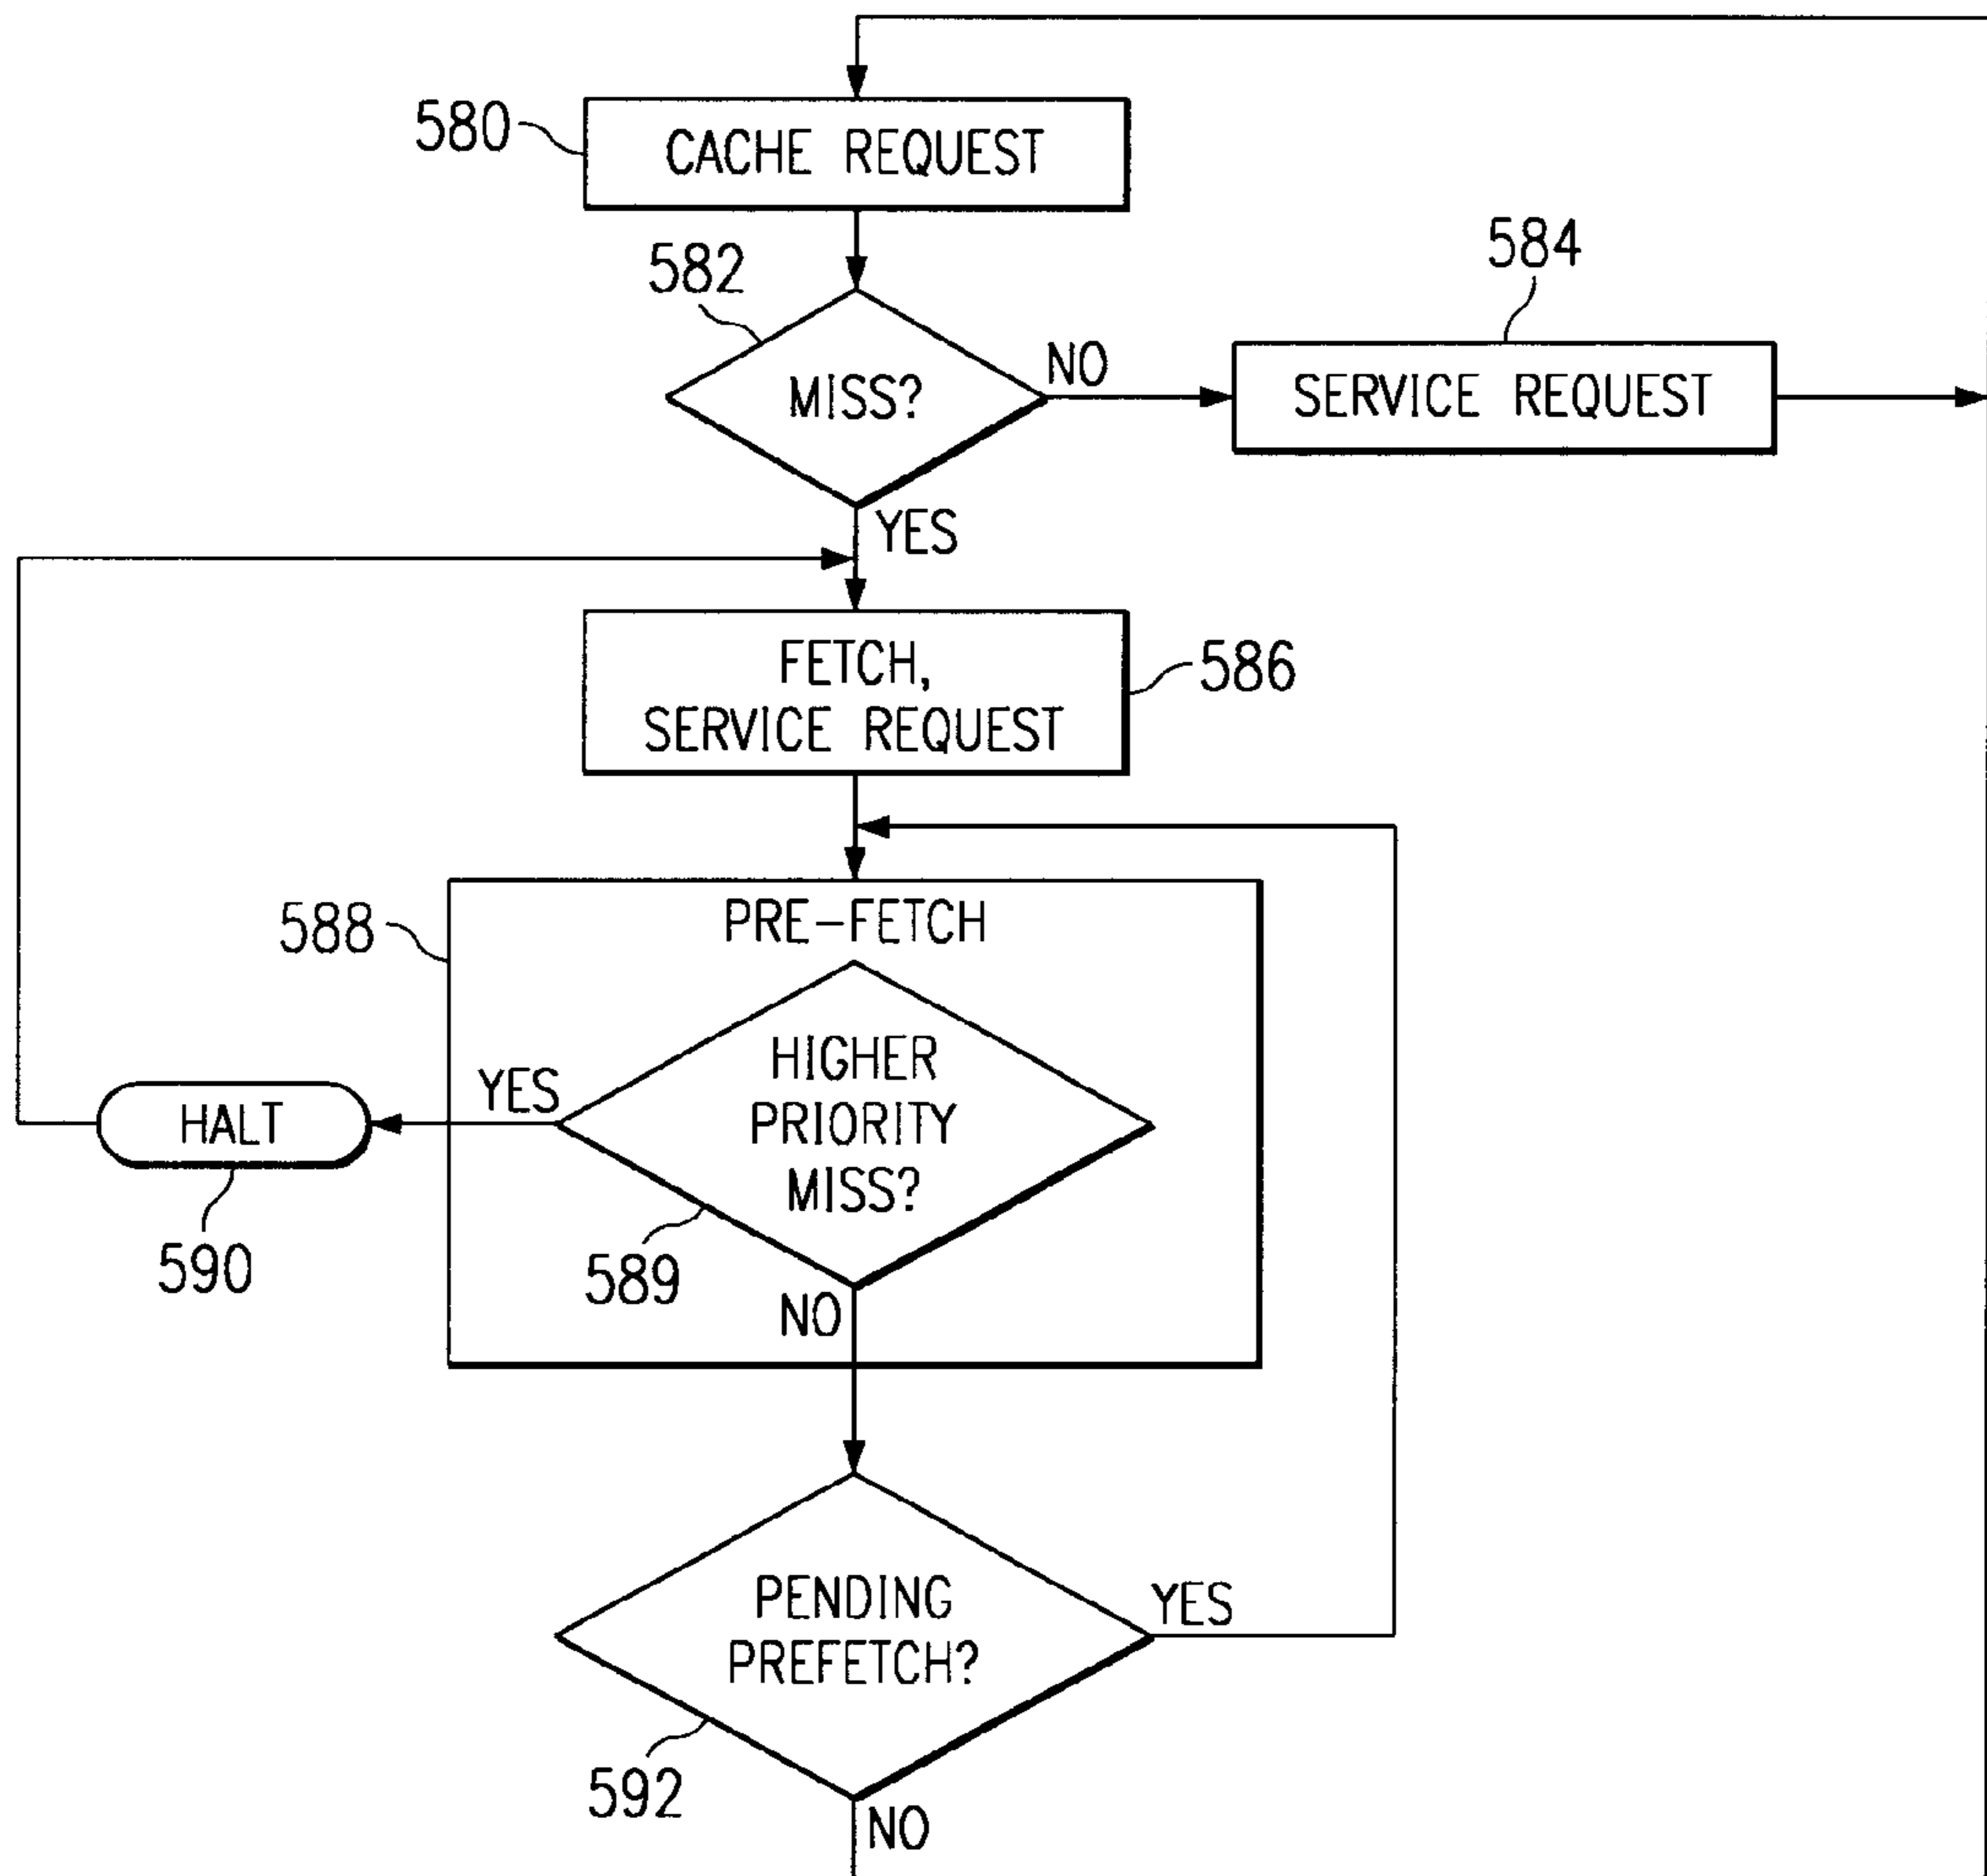 580
CACHE REQUEST
582
584
MISS?
NO
SERVICE REQUEST
YES
FETCH,
SERVICE REQUEST
586
588
PRE-FETCH
HIGHER
PRIORITY
MISS?
YES
HALT
590
589
NO
PENDING
PREFETCH?
YES
592
NO